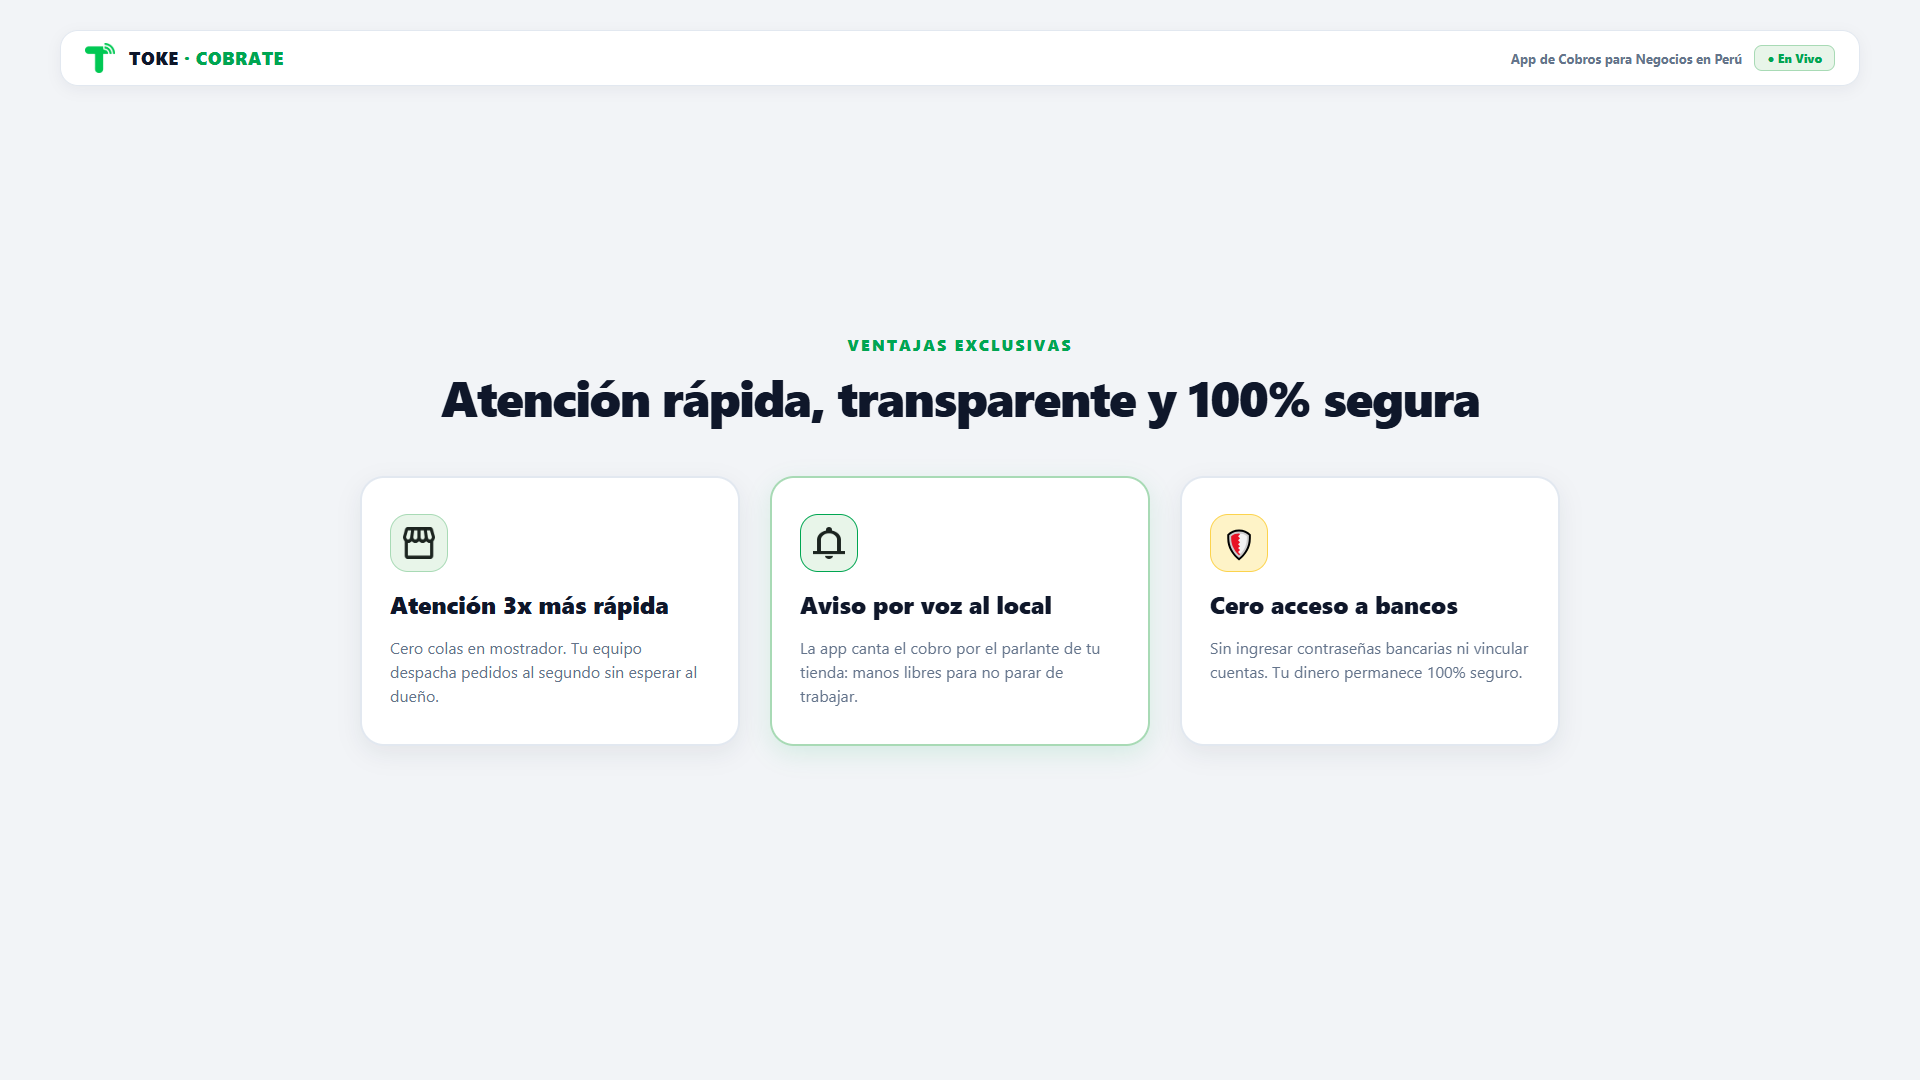 TOKE · COBRATE
App de Cobros para Negocios en Perú
• En Vivo
VENTAJAS EXCLUSIVAS
Atención rápida, transparente y 100% segura
Atención 3x más rápida
Cero colas en mostrador. Tu equipo
despacha pedidos al segundo sin esperar al
dueño.
Aviso por voz al local
La app canta el cobro por el parlante de tu
tienda: manos libres para no parar de
trabajar.
Cero acceso a bancos
Sin ingresar contraseñas bancarias ni vincular
cuentas. Tu dinero permanece 100% seguro.